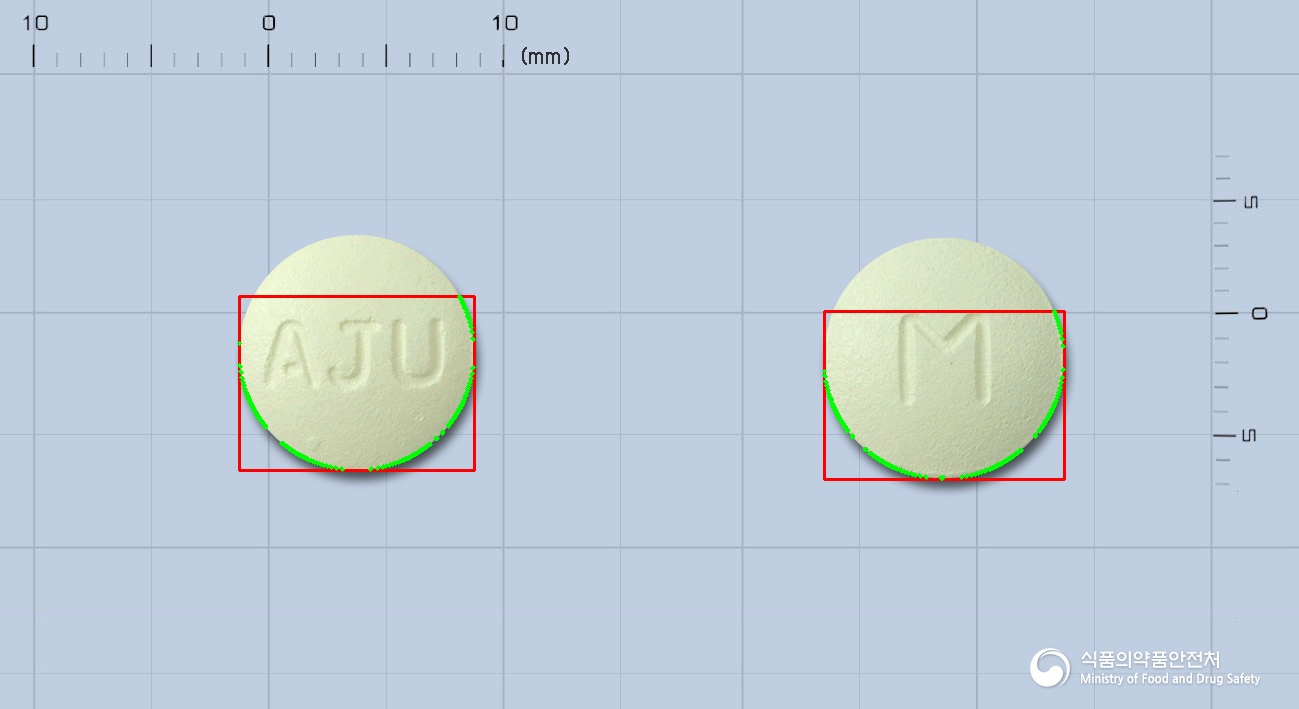 10 0 10
(mm)
5
0
5
AJU
M
식품의약품안전처
Ministry of Food and Drug Safety